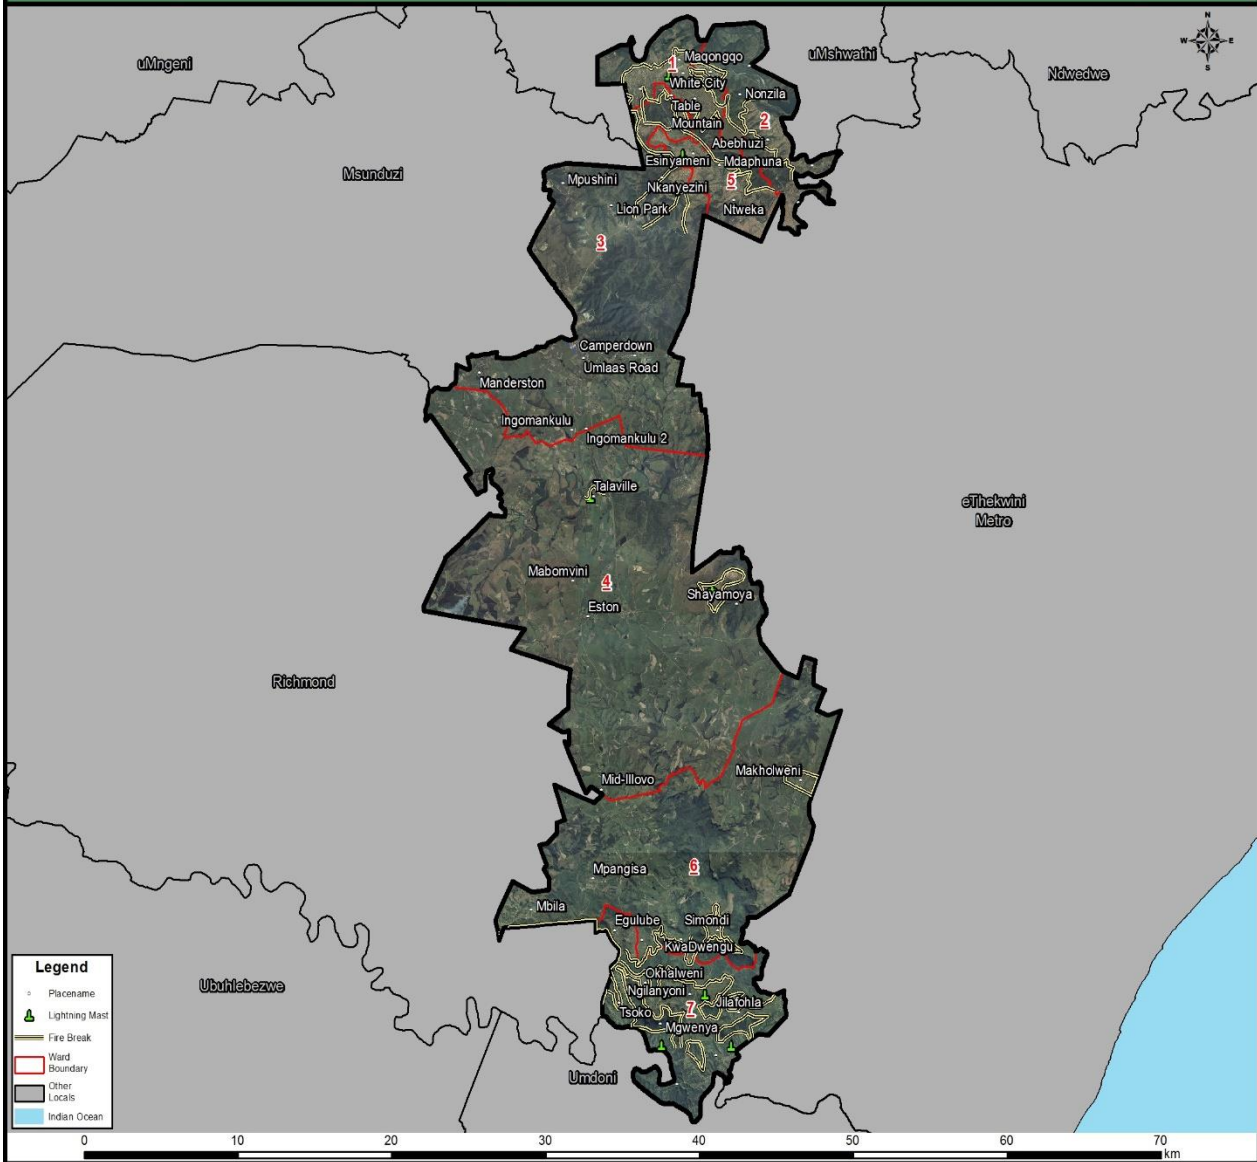 N
W E
S
uMngeni
uMshwathi
Ndwedwe
Maqongqo
1
White City
Nonzila
Table
Mountain
2
Abebhuzi
Esinyameni
Mdaphuna
Msunduzi
Mpushini
Nkanyezini
5
Lion Park
Ntweka
3
Camperdown
Umlaas Road
Manderston
Ingomankulu
Ingomankulu 2
Talaville
eThekwini
Metro
Mabomvini
4
Shayamoya
Eston
Richmond
Mid-Illovo
Makholweni
Mpangisa
6
Mbila
Egulube
Simondi
KwaDwengu
Okhalweni
Ubuhlebezwe
Ngilanyoni
Jilafohla
Tsoko
7
Mgwenya
Umdoni
Legend
Placename
Lightning Mast
Fire Break
Ward
Boundary
Other
Locals
Indian Ocean
0 10 20 30 40 50 60 70
km